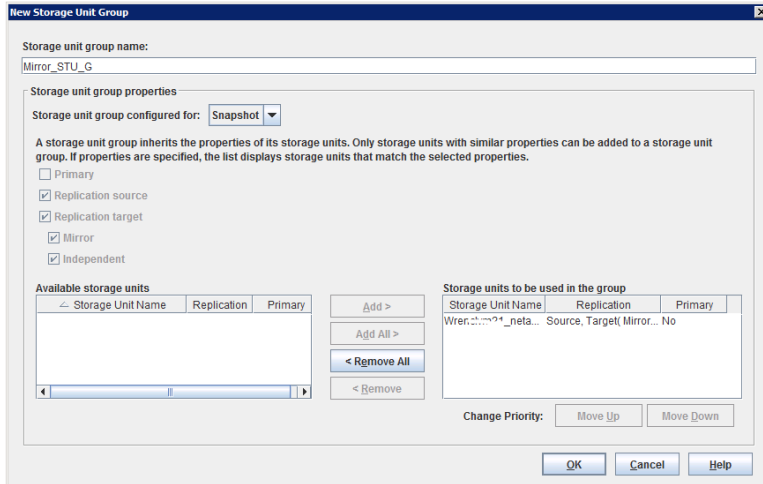 New Storage Unit Group
Storage unit group name:
Mirror_STU_G
Storage unit group properties
Storage unit group configured for: Snapshot
A storage unit group inherits the properties of its storage units. Only storage units with similar properties can be added to a storage unit
group. If properties are specified, the list displays storage units that match the selected properties.
Primary
Replication source
Replication target
Mirror
Independent
Available storage units
Storage Unit Name Replication Primary
Add >
Add All >
< Remove All
< Remove
Storage units to be used in the group
Storage Unit Name Replication Primary
Source, Target( Mirror... No
Change Priority: Move Up Move Down
OK Cancel Help